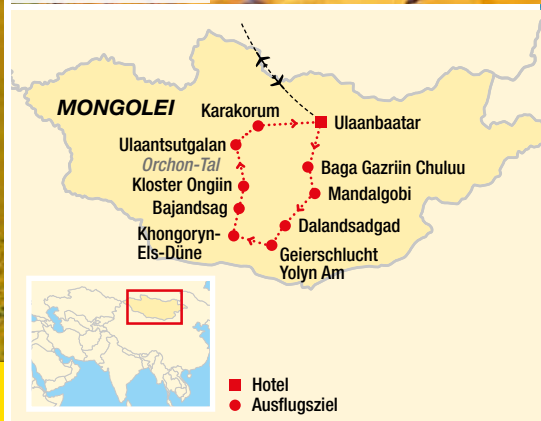 MONGOLEI
Karakorum
Ulaanbaatar
Ulaantsutgalan
Orchon-Tal
Baga Gazriin Chuluu
Kloster Ongiin
Mandalgobi
Bajandsag
Dalandsadgad
Khongoryn-
Els-Düne
Geierschlucht
Yolyn Am
Hotel
Ausflugsziel